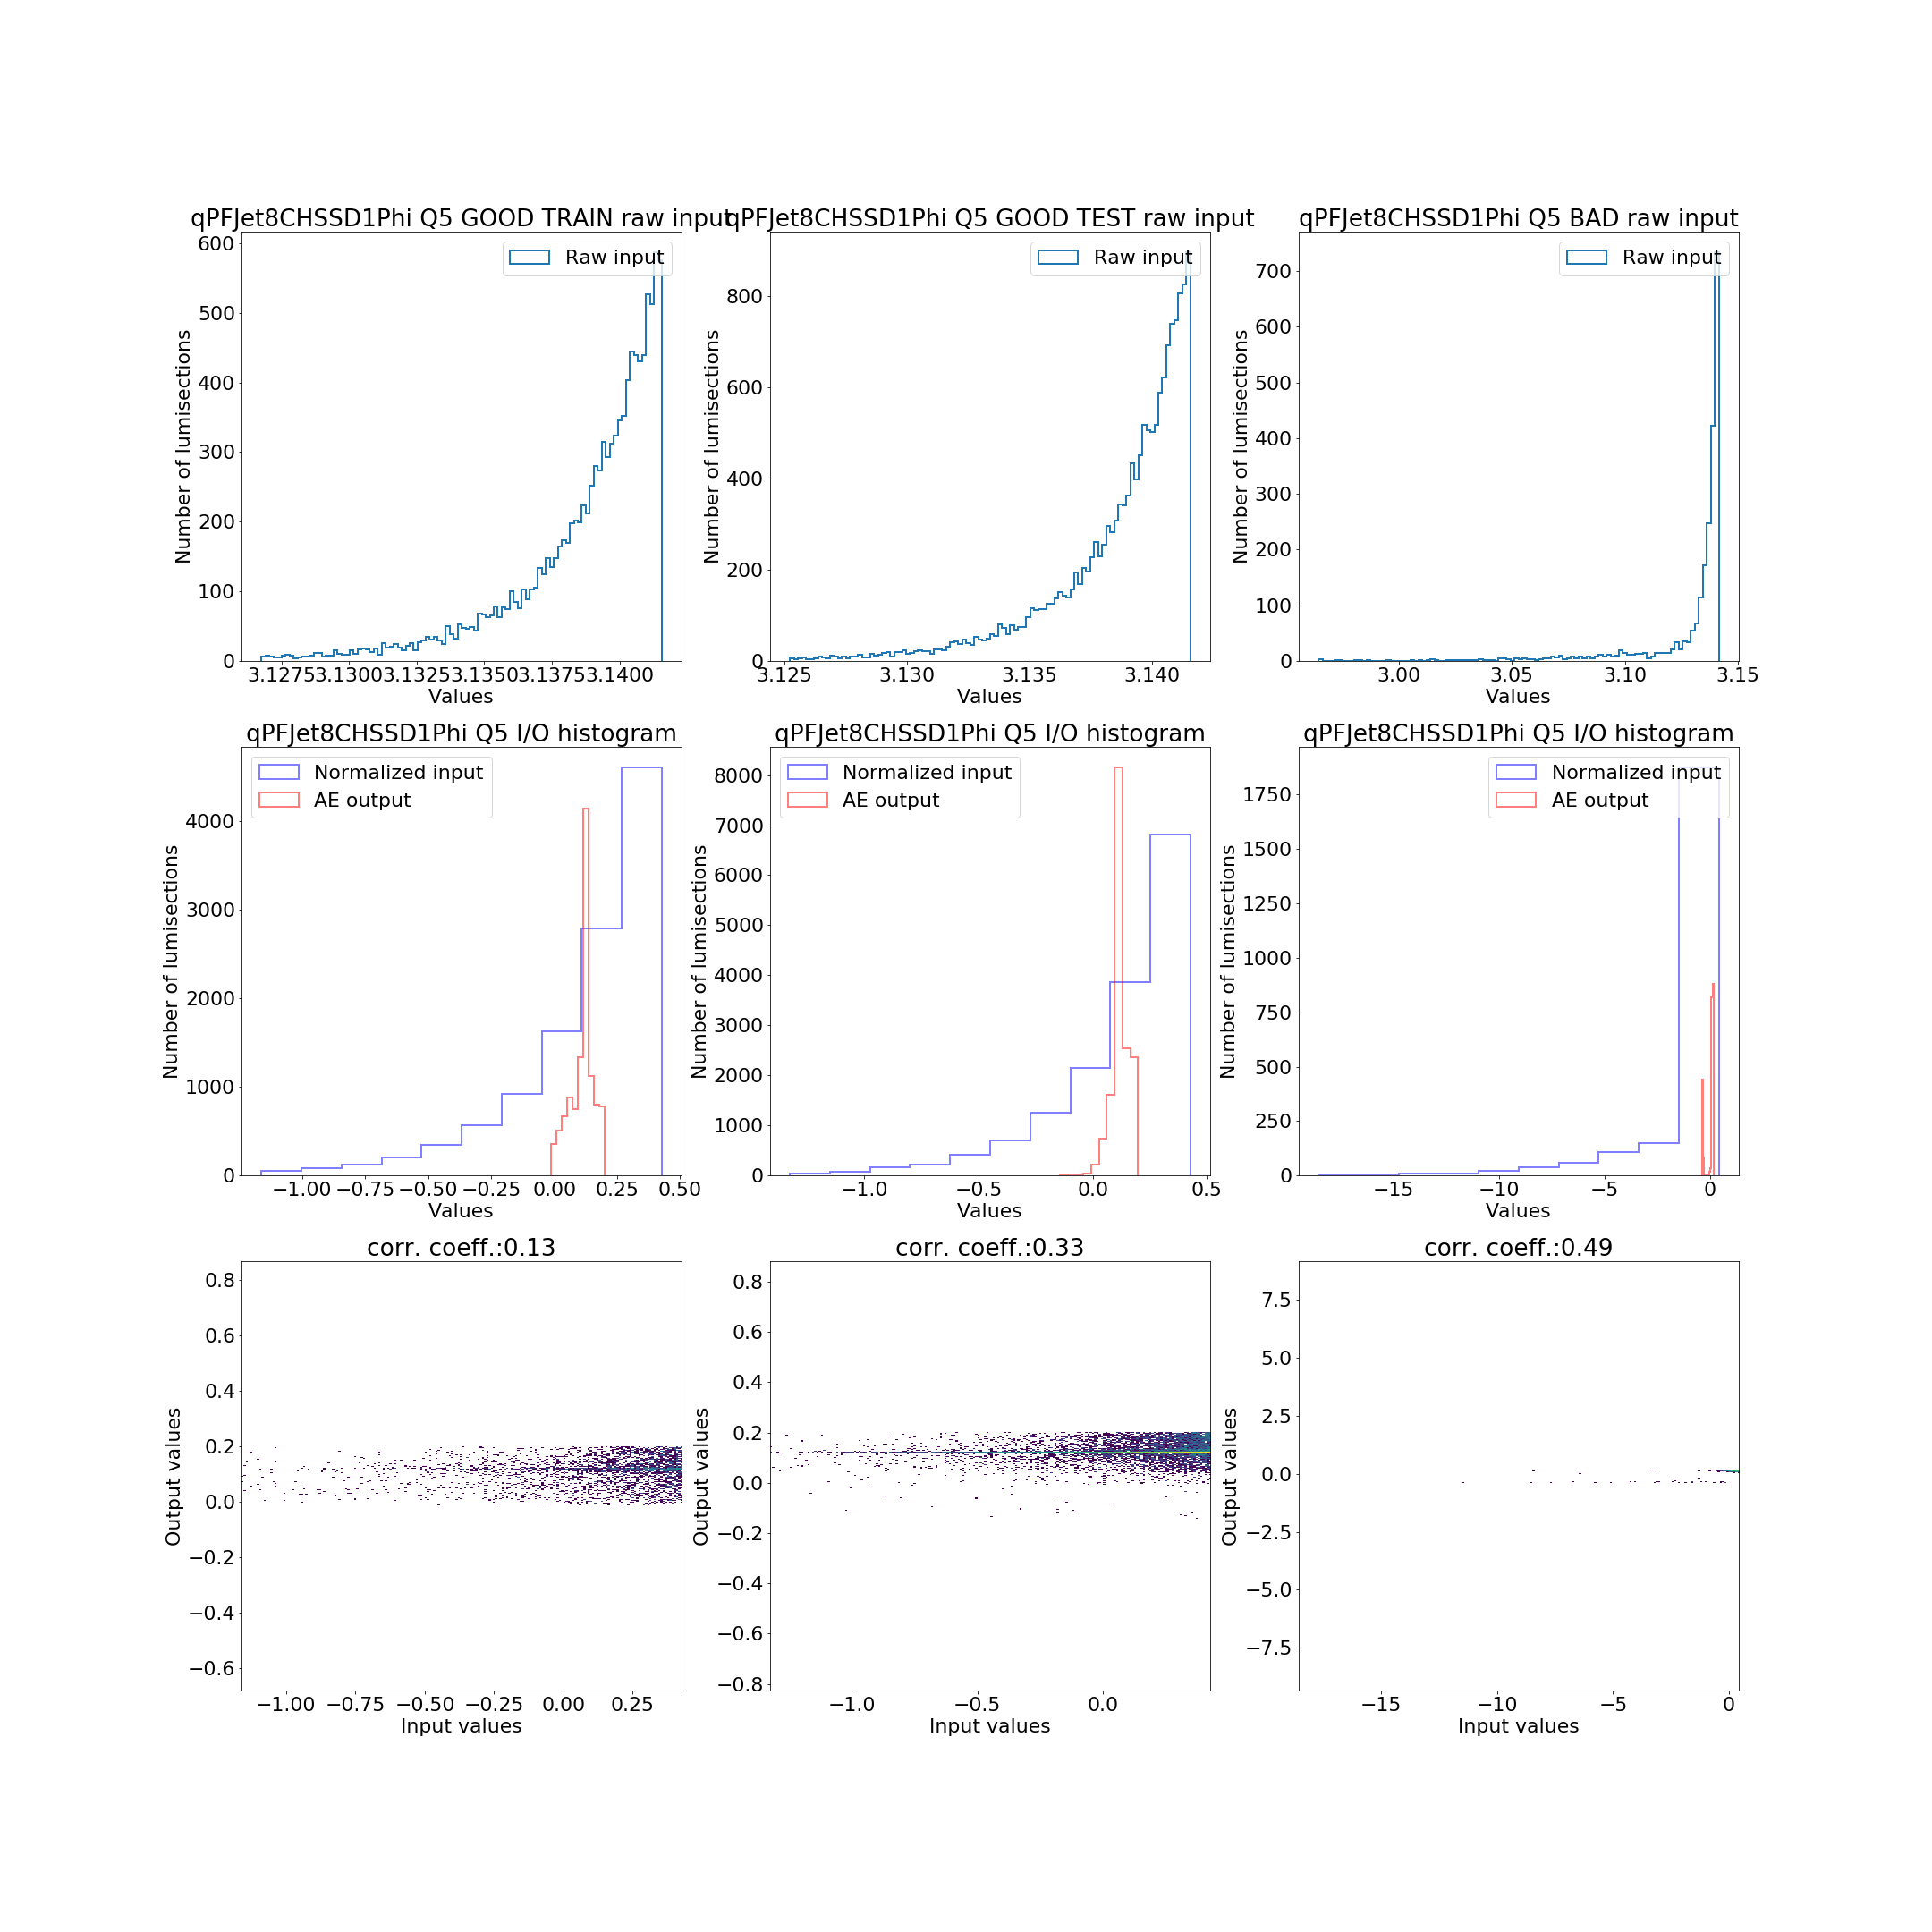 qPFJet8CHSSD1Phi Q5 GOOD TRAIN raw input
Raw input
600
500
400
300
200
100
0
Number of lumisections
3.1275 3.1300 3.1325 3.1350 3.1375 3.1400
Values
qPFJet8CHSSD1Phi Q5 GOOD TEST raw input
Raw input
800
600
400
200
0
Number of lumisections
3.125 3.130 3.135 3.140
Values
qPFJet8CHSSD1Phi Q5 BAD raw input
Raw input
700
600
500
400
300
200
100
0
Number of lumisections
3.00 3.05 3.10 3.15
Values
qPFJet8CHSSD1Phi Q5 I/O histogram
Normalized input
AE output
4000
3000
2000
1000
0
Number of lumisections
−1.00 −0.75 −0.50 −0.25 0.00 0.25 0.50
Values
qPFJet8CHSSD1Phi Q5 I/O histogram
Normalized input
AE output
8000
7000
6000
5000
4000
3000
2000
1000
0
Number of lumisections
−1.0 −0.5 0.0 0.5
Values
qPFJet8CHSSD1Phi Q5 I/O histogram
Normalized input
AE output
1750
1500
1250
1000
750
500
250
0
Number of lumisections
−15 −10 −5 0
Values
corr. coeff.:0.13
0.8
0.6
0.4
0.2
0.0
−0.2
−0.4
−0.6
Output values
−1.00 −0.75 −0.50 −0.25 0.00 0.25
Input values
corr. coeff.:0.33
0.8
0.6
0.4
0.2
0.0
−0.2
−0.4
−0.6
−0.8
Output values
−1.0 −0.5 0.0
Input values
corr. coeff.:0.49
7.5
5.0
2.5
0.0
−2.5
−5.0
−7.5
Output values
−15 −10 −5 0
Input values